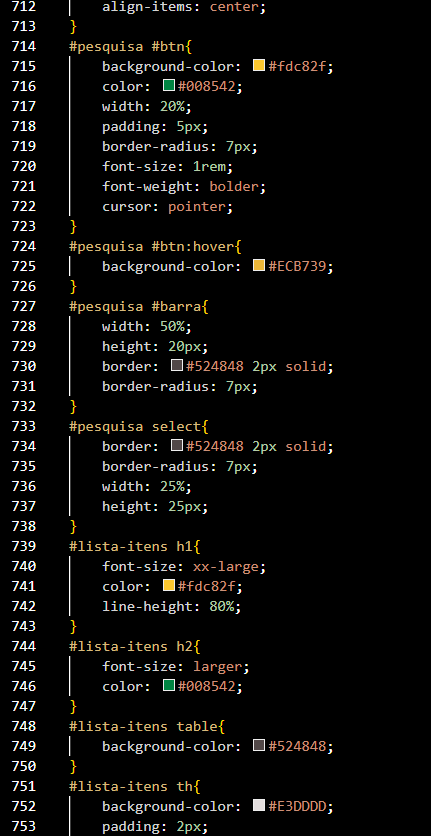 712 align-items: center;
713 }
714 #pesquisa #btn{
715 background-color: #fdc82f;
716 color: #008542;
717 width: 20%;
718 padding: 5px;
719 border-radius: 7px;
720 font-size: 1rem;
721 font-weight: bolder;
722 cursor: pointer;
723 }
724 #pesquisa #btn:hover{
725 background-color: #ECB739;
726 }
727 #pesquisa #barra{
728 width: 50%;
729 height: 20px;
730 border: #524848 2px solid;
731 border-radius: 7px;
732 }
733 #pesquisa select{
734 border: #524848 2px solid;
735 border-radius: 7px;
736 width: 25%;
737 height: 25px;
738 }
739 #lista-itens h1{
740 font-size: xx-large;
741 color: #fdc82f;
742 line-height: 80%;
743 }
744 #lista-itens h2{
745 font-size: larger;
746 color: #008542;
747 }
748 #lista-itens table{
749 background-color: #524848;
750 }
751 #lista-itens th{
752 background-color: #E3DDDD;
753 padding: 2px;